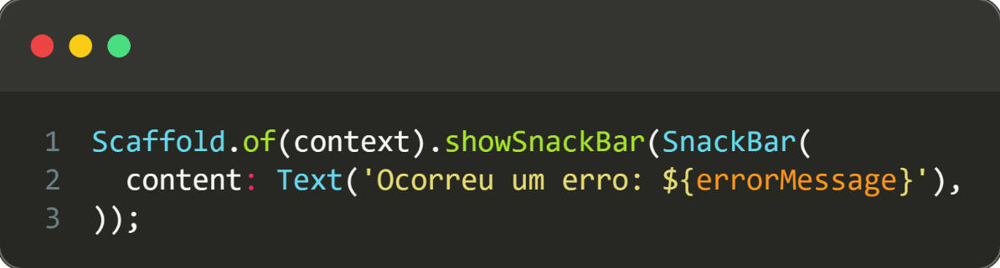 1 Scaffold.of(context).showSnackBar(SnackBar(
2   content: Text('Ocorreu um erro: ${errorMessage}'),
3 ));